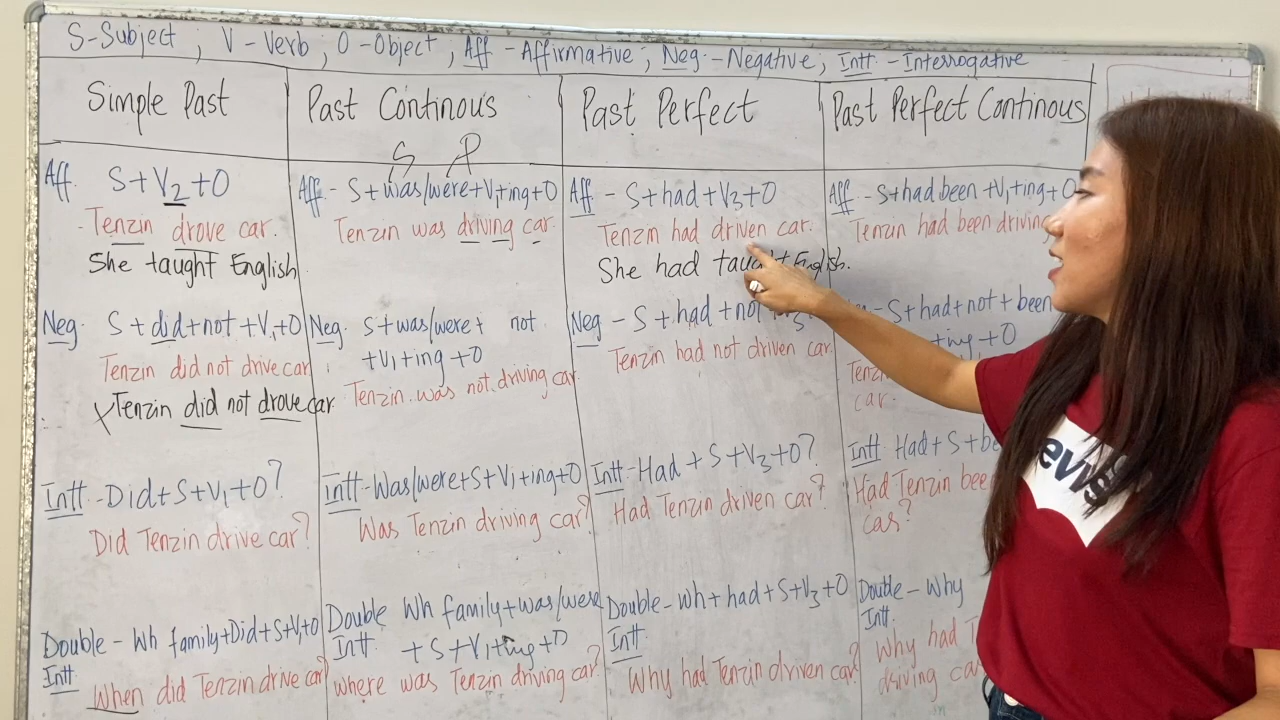 S-Subject ; V-Verb ; O-Object , Aff -Affirmative ; Neg.-Negative, Intt-Interrogative
Simple Past
Aff. S+V2+O
Tenzin drove car.
She taught English
Neg. S+did+not+V1+O
Tenzin did not drive car
X Tenzin did not drove car.
Intt-Did+S+V1+O?
Did Tenzin drive car?
Double - Wh family+Did+S+V1+O
Intt
When did Tenzin drive car?
Past Continous
S P
Aff- S+was/were+V1+ing+O
Tenzin was driving car.
Neg. S+was/were+ not
+V1+ing+O
Tenzin was not driving car
Intt-Was/were+S+V1+ing+O
Was Tenzin driving car?
Double Wh family+was/were
Intt. +S+V1+ing+O
where was Tenzin driving car?
Past Perfect
Aff - S+had+V3+O
Tenzin had driven car.
She had taught English.
Neg - S+had+not
Tenzin had not driven car.
Intt-Had+S+V3+O?
Had Tenzin driven car?
Double-Wh+had+S+V3+O
Intt
Why had Tenzin driven car?
Past Perfect Continous
Aff -S+had been+V1+ing+O
Tenzin had been driving
-S+had+not+been
+ing+O
car.
Intt Had+S+be
Had Tenzin bee
car?
Double-Why
Intt.
Why had T
driving ca
Levi's